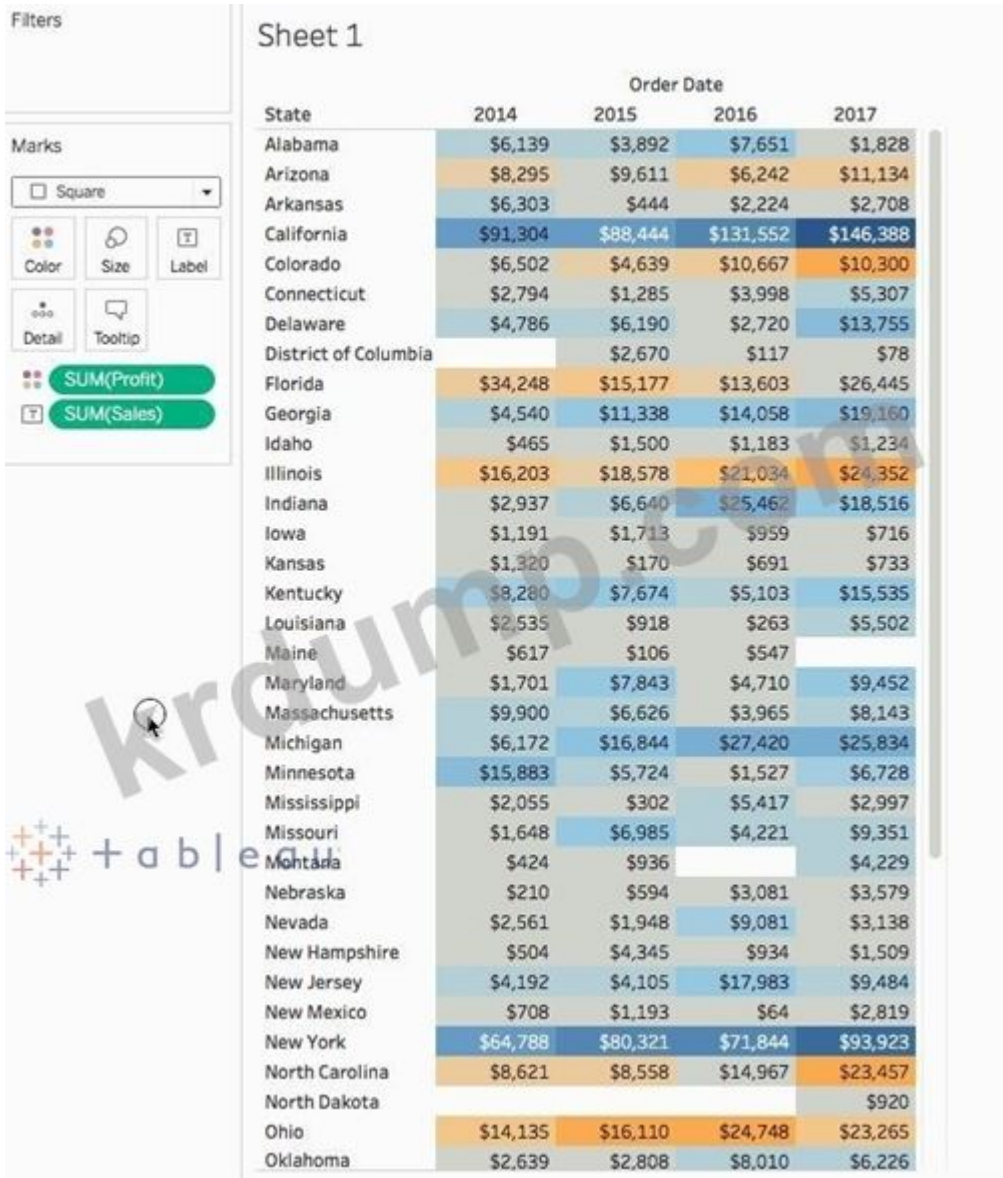 Filters
Marks
Square
Color Size Label
Detail Tooltip
SUM(Profit)
SUM(Sales)
Sheet 1
Order Date
State 2014 2015 2016 2017
Alabama $6,139 $3,892 $7,651 $1,828
Arizona $8,295 $9,611 $6,242 $11,134
Arkansas $6,303 $444 $2,224 $2,708
California $91,304 $88,444 $131,552 $146,388
Colorado $6,502 $4,639 $10,667 $10,300
Connecticut $2,794 $1,285 $3,998 $5,307
Delaware $4,786 $6,190 $2,720 $13,755
District of Columbia $2,670 $117 $78
Florida $34,248 $15,177 $13,603 $26,445
Georgia $4,540 $11,338 $14,058 $19,160
Idaho $465 $1,500 $1,183 $1,234
Illinois $16,203 $18,578 $21,034 $24,352
Indiana $2,937 $6,640 $25,462 $18,516
Iowa $1,191 $1,713 $959 $716
Kansas $1,320 $170 $691 $733
Kentucky $8,280 $7,674 $5,103 $15,535
Louisiana $2,535 $918 $263 $5,502
Maine $617 $106 $547
Maryland $1,701 $7,843 $4,710 $9,452
Massachusetts $9,900 $6,626 $3,965 $8,143
Michigan $6,172 $16,844 $27,420 $25,834
Minnesota $15,883 $5,724 $1,527 $6,728
Mississippi $2,055 $302 $5,417 $2,997
Missouri $1,648 $6,985 $4,221 $9,351
Montana $424 $936 $4,229
Nebraska $210 $594 $3,081 $3,579
Nevada $2,561 $1,948 $9,081 $3,138
New Hampshire $504 $4,345 $934 $1,509
New Jersey $4,192 $4,105 $17,983 $9,484
New Mexico $708 $1,193 $64 $2,819
New York $64,788 $80,321 $71,844 $93,923
North Carolina $8,621 $8,558 $14,967 $23,457
North Dakota $920
Ohio $14,135 $16,110 $24,748 $23,265
Oklahoma $2,639 $2,808 $8,010 $6,226
krdump.com
+ableau